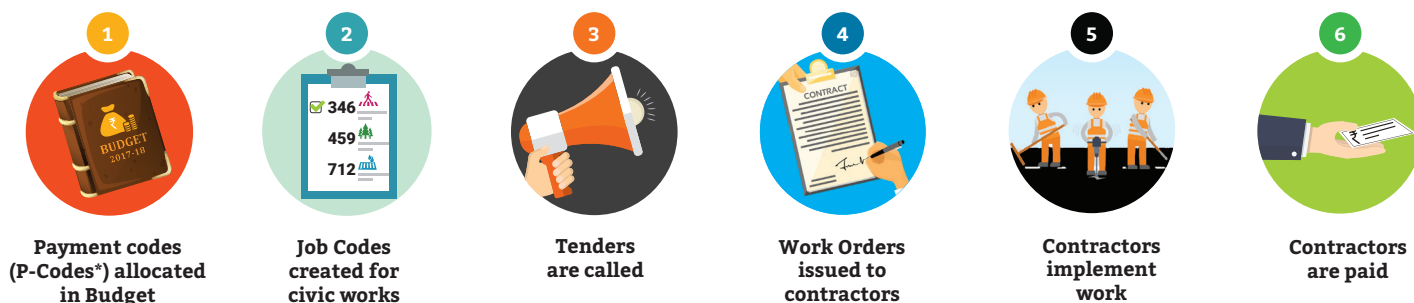 1
2
3
4
5
6
₹
BUDGET
2017-18
346
459
712
CONTRACT
₹
Payment codes
(P-Codes*) allocated
in Budget
Job Codes
created for
civic works
Tenders
are called
Work Orders
issued to
contractors
Contractors
implement
work
Contractors
are paid